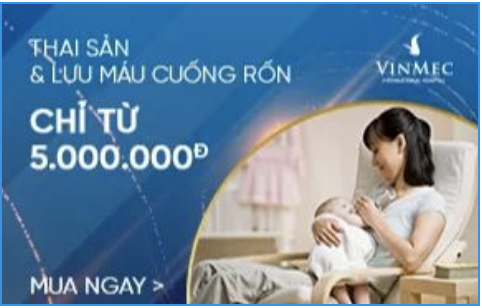 THAI SẢN
& LƯU MÁU CUỐNG RỐN
VINMEC
CHỈ TỪ
5.000.000Đ
MUA NGAY >